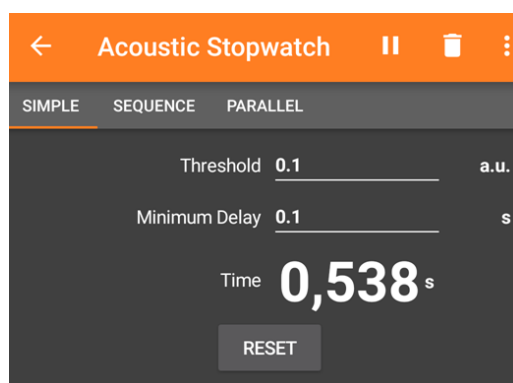 Acoustic Stopwatch
SIMPLE SEQUENCE PARALLEL
Threshold 0.1 a.u.
Minimum Delay 0.1 s
Time 0,538 s
RESET